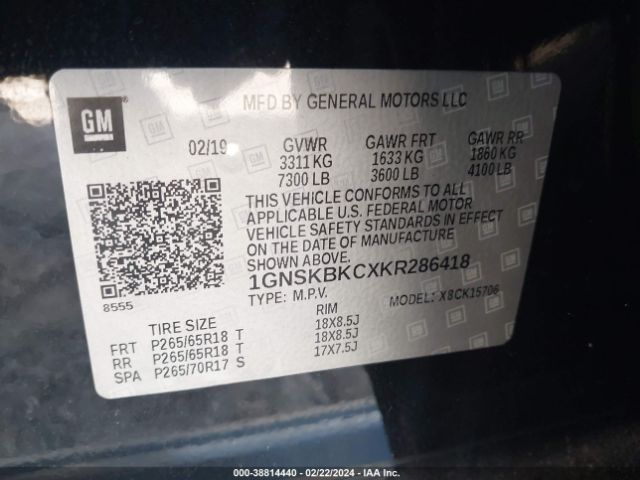 GM
MFD BY GENERAL MOTORS LLC
02/19 GVWR GAWR FRT GAWR RR
3311 KG 1633 KG 1860 KG
7300 LB 3600 LB 4100 LB
THIS VEHICLE CONFORMS TO ALL
APPLICABLE U.S. FEDERAL MOTOR
VEHICLE SAFETY STANDARDS IN EFFECT
ON THE DATE OF MANUFACTURE
SHOWN ABOVE.
1GNSKBKCXKR286418
8555
TYPE: M.P.V. MODEL: X8CK15706
TIRE SIZE RIM
FRT P265/65R18 T 18X8.5J
RR P265/65R18 T 18X8.5J
SPA P265/70R17 S 17X7.5J
000-38814440 - 02/22/2024 - IAA Inc.